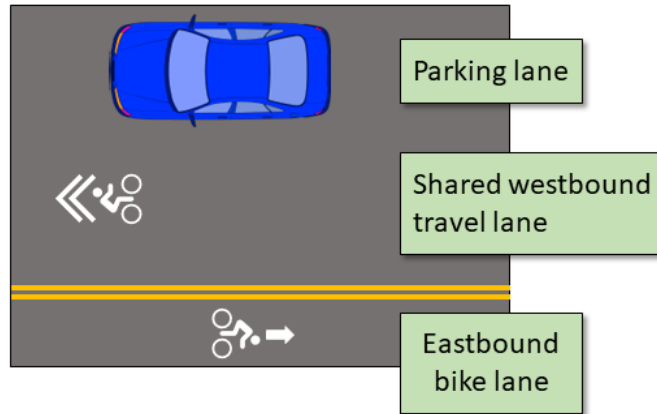 Parking lane
Shared westbound
travel lane
Eastbound
bike lane